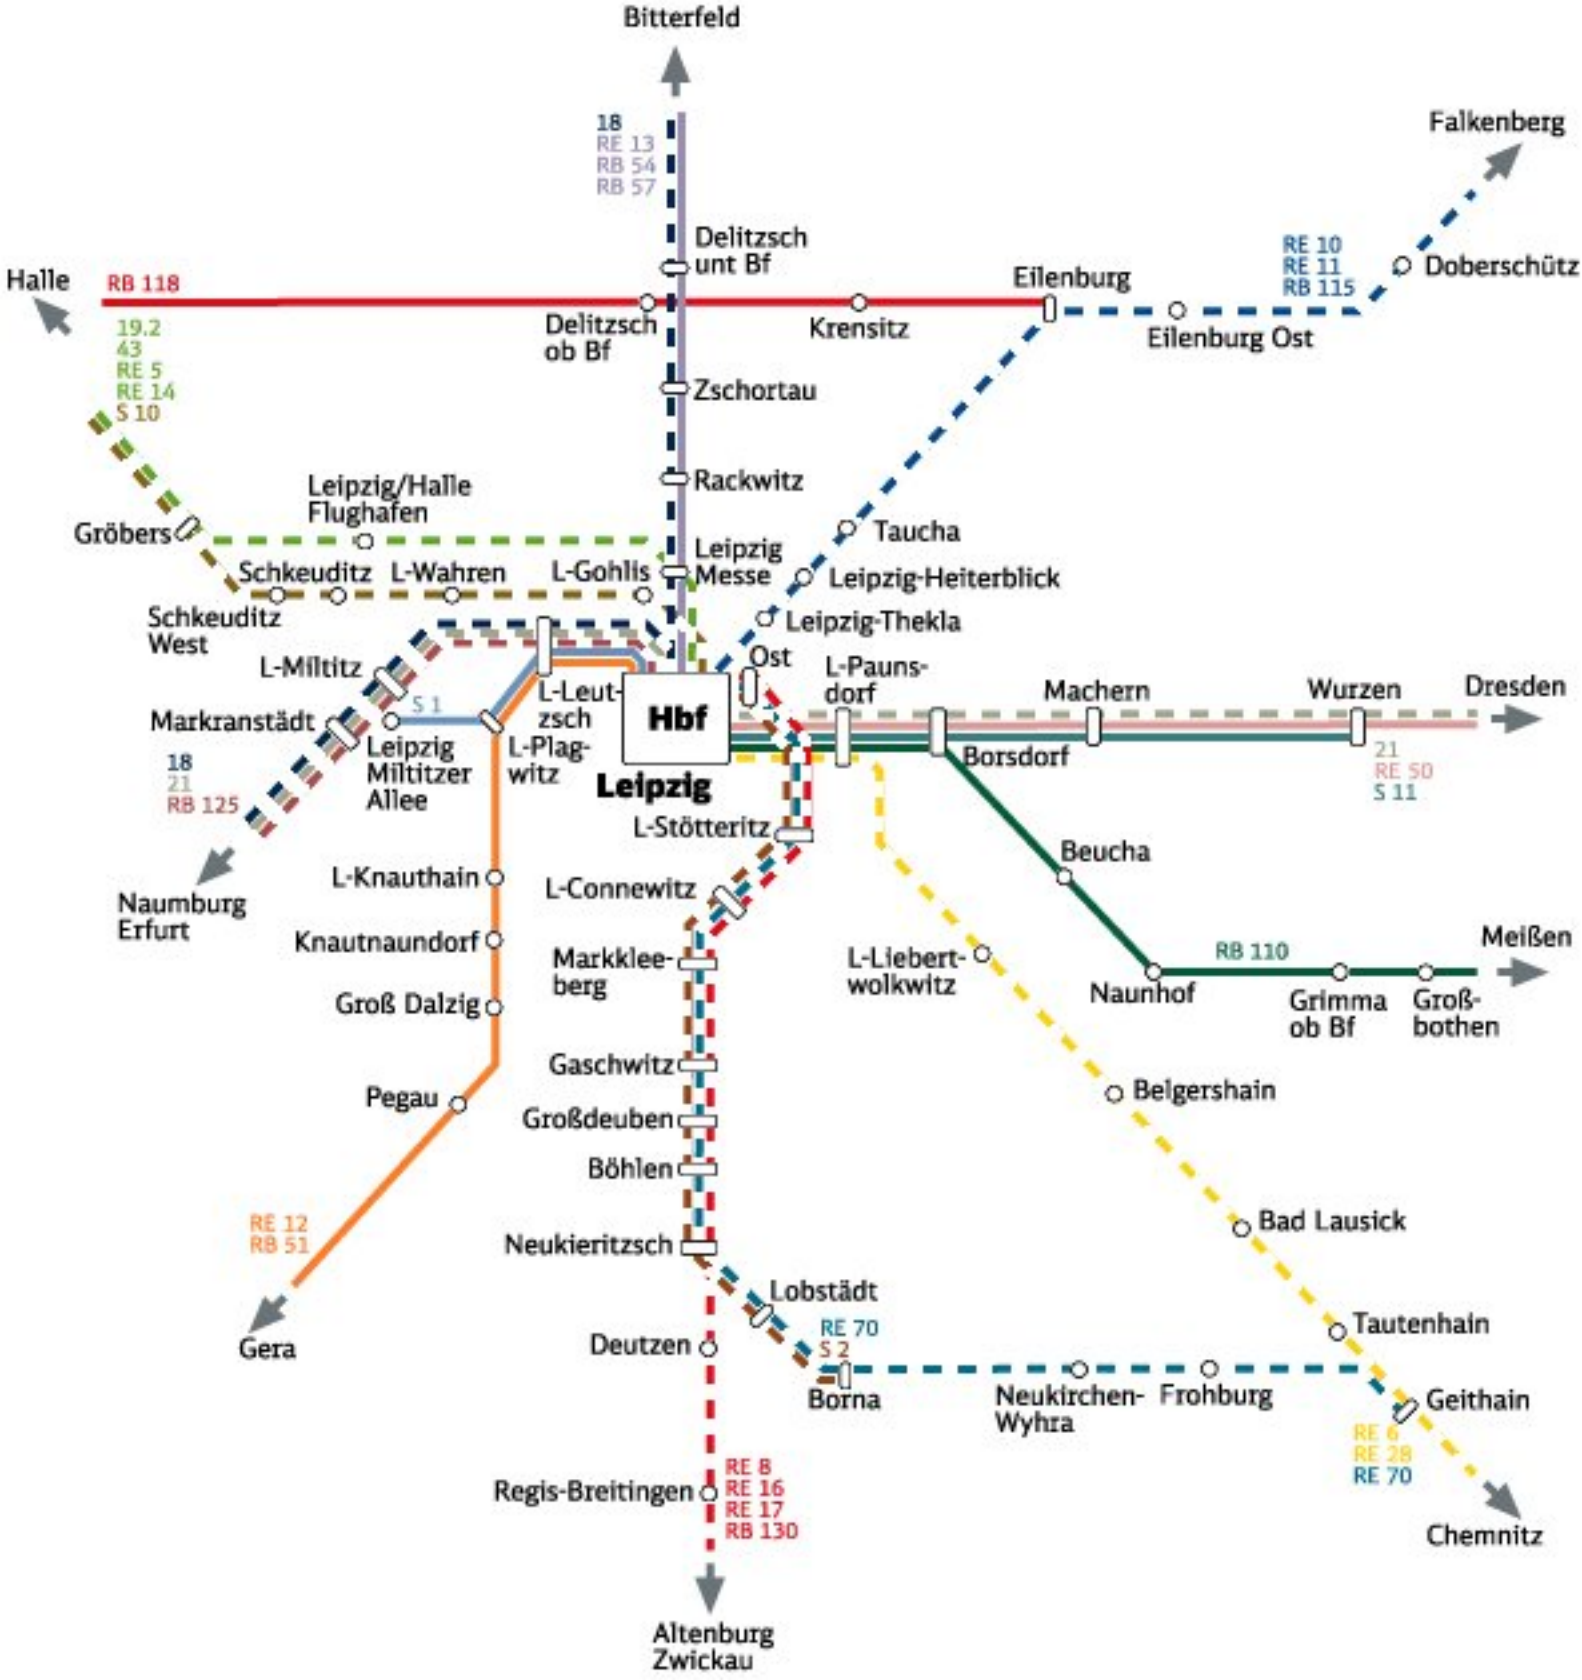 Bitterfeld
18
RE 13
RB 54
RB 57
Falkenberg
Delitzsch
unt Bf
RE 10
RE 11
RB 115
Doberschütz
Halle
RB 118
Eilenburg
Delitzsch
ob Bf
Krensitz
Eilenburg Ost
19.2
43
RE 5
RE 14
S 10
Zschortau
Rackwitz
Leipzig/Halle
Flughafen
Gröbers
Taucha
Leipzig
Messe
Schkeuditz
L-Wahren
L-Gohlis
Leipzig-Heiterblick
Schkeuditz
West
Leipzig-Thekla
L-Miltitz
Ost
L-Pauns-
dorf
Machern
Wurzen
Dresden
S 1
L-Leut-
zsch
Hbf
Markranstädt
Leipzig
Miltitzer
Allee
L-Plag-
witz
Borsdorf
18
21
RB 125
Leipzig
21
RE 50
S 11
L-Stötteritz
Beucha
L-Knauthain
L-Connewitz
Naumburg
Erfurt
Knautnaundorf
Markklee-
berg
L-Liebert-
wolkwitz
RB 110
Meißen
Naunhof
Grimma
ob Bf
Groß-
bothen
Groß Dalzig
Gaschwitz
Pegau
Großdeuben
Belgershain
Böhlen
RE 12
RB 51
Neukieritzsch
Bad Lausick
Lobstädt
Gera
Deutzen
RE 70
S 2
Tautenhain
Borna
Neukirchen-
Wyhra
Frohburg
Geithain
RE 6
RE 28
RE 70
Regis-Breitingen
RE 8
RE 16
RE 17
RB 130
Chemnitz
Altenburg
Zwickau